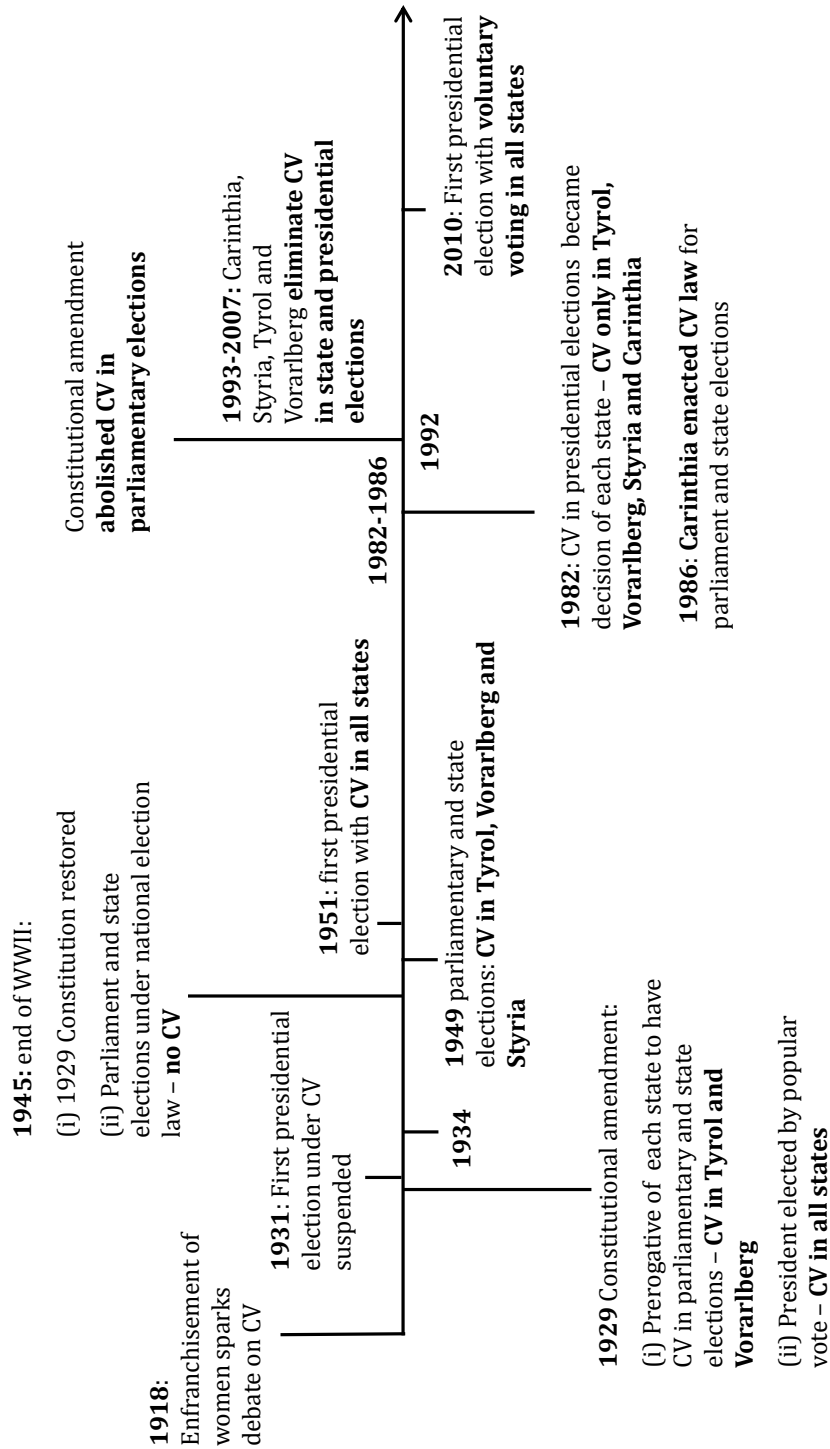 1918:
Enfranchisement of
women sparks
debate on CV
1929 Constitutional amendment:
(i) Prerogative of each state to have
CV in parliamentary and state
elections – CV in Tyrol and
Vorarlberg
(ii) President elected by popular
vote – CV in all states
1931: First presidential
election under CV
suspended
1934
1945: end of WWII:
(i) 1929 Constitution restored
(ii) Parliament and state
elections under national election
law – no CV
1949 parliamentary and state
elections: CV in Tyrol, Vorarlberg and
Styria
1951: first presidential
election with CV in all states
1982-1986
1982: CV in presidential elections became
decision of each state – CV only in Tyrol,
Vorarlberg, Styria and Carinthia
1986: Carinthia enacted CV law for
parliament and state elections
1992
Constitutional amendment
abolished CV in
parliamentary elections
1993-2007: Carinthia,
Styria, Tyrol and
Vorarlberg eliminate CV
in state and presidential
elections
2010: First presidential
election with voluntary
voting in all states